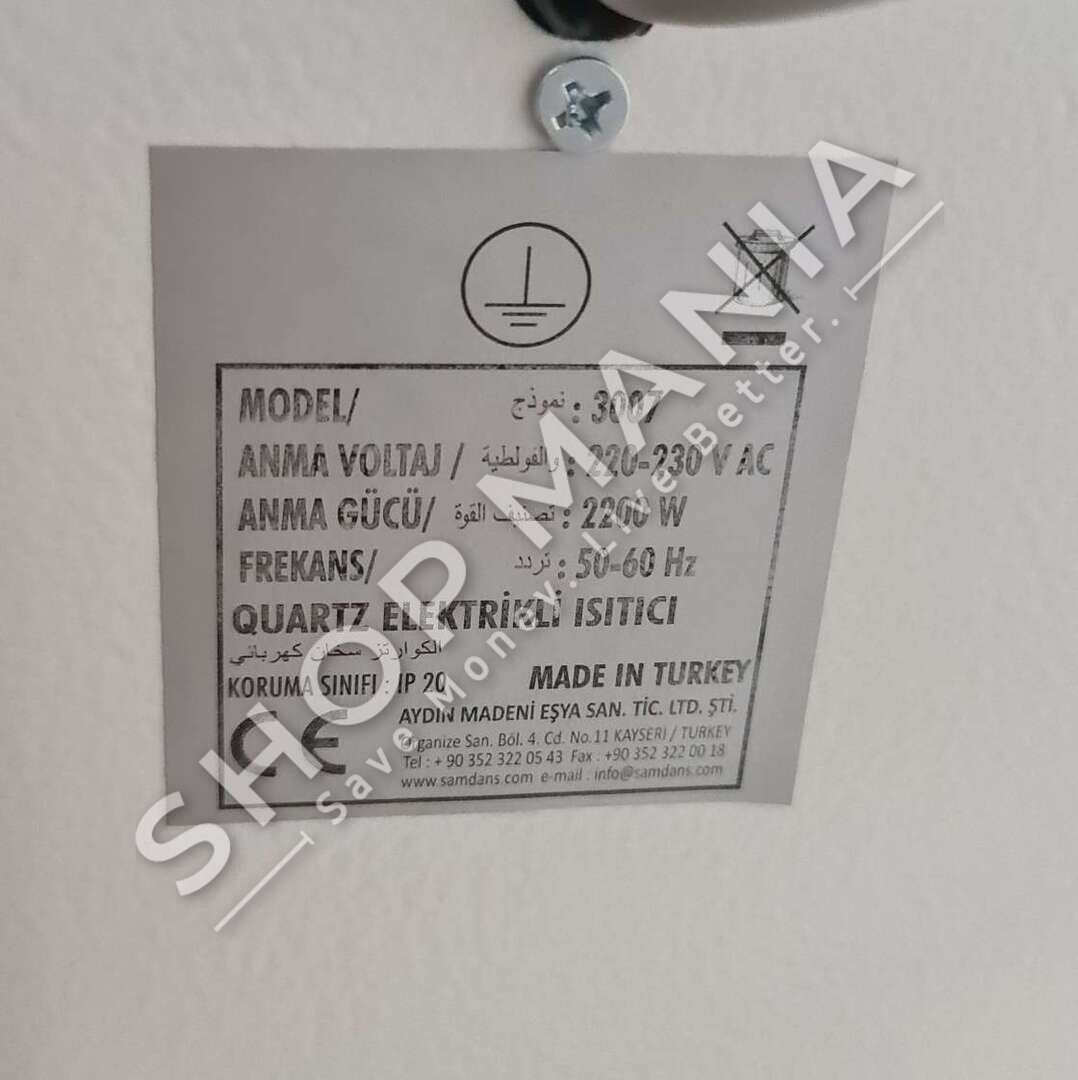 MODEL/ نموذج : 3007
ANMA VOLTAJ / والفولطية : 220-230 V AC
ANMA GÜCÜ/ تصنيف القوة : 2200 W
FREKANS/ تردد : 50-60 Hz
QUARTZ ELEKTRİKLİ ISITICI
الكوارتز سخان كهربائي
KORUMA SINIFI : IP 20 MADE IN TURKEY
CE
AYDIN MADENİ EŞYA SAN. TİC. LTD. ŞTİ.
Organize San. Böl. 4. Cd. No. 11 KAYSERİ / TURKEY
Tel : + 90 352 322 05 43 Fax : +90 352 322 00 18
www.samdans.com e-mail : info@samdans.com
SHOP MANIA
Save Money. Live Better.